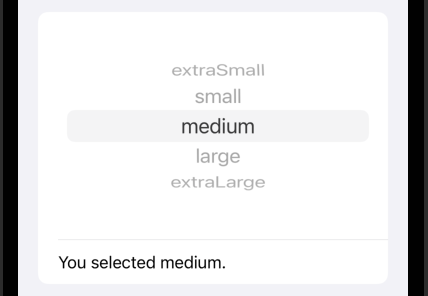 extraSmall
small
medium
large
extraLarge
You selected medium.